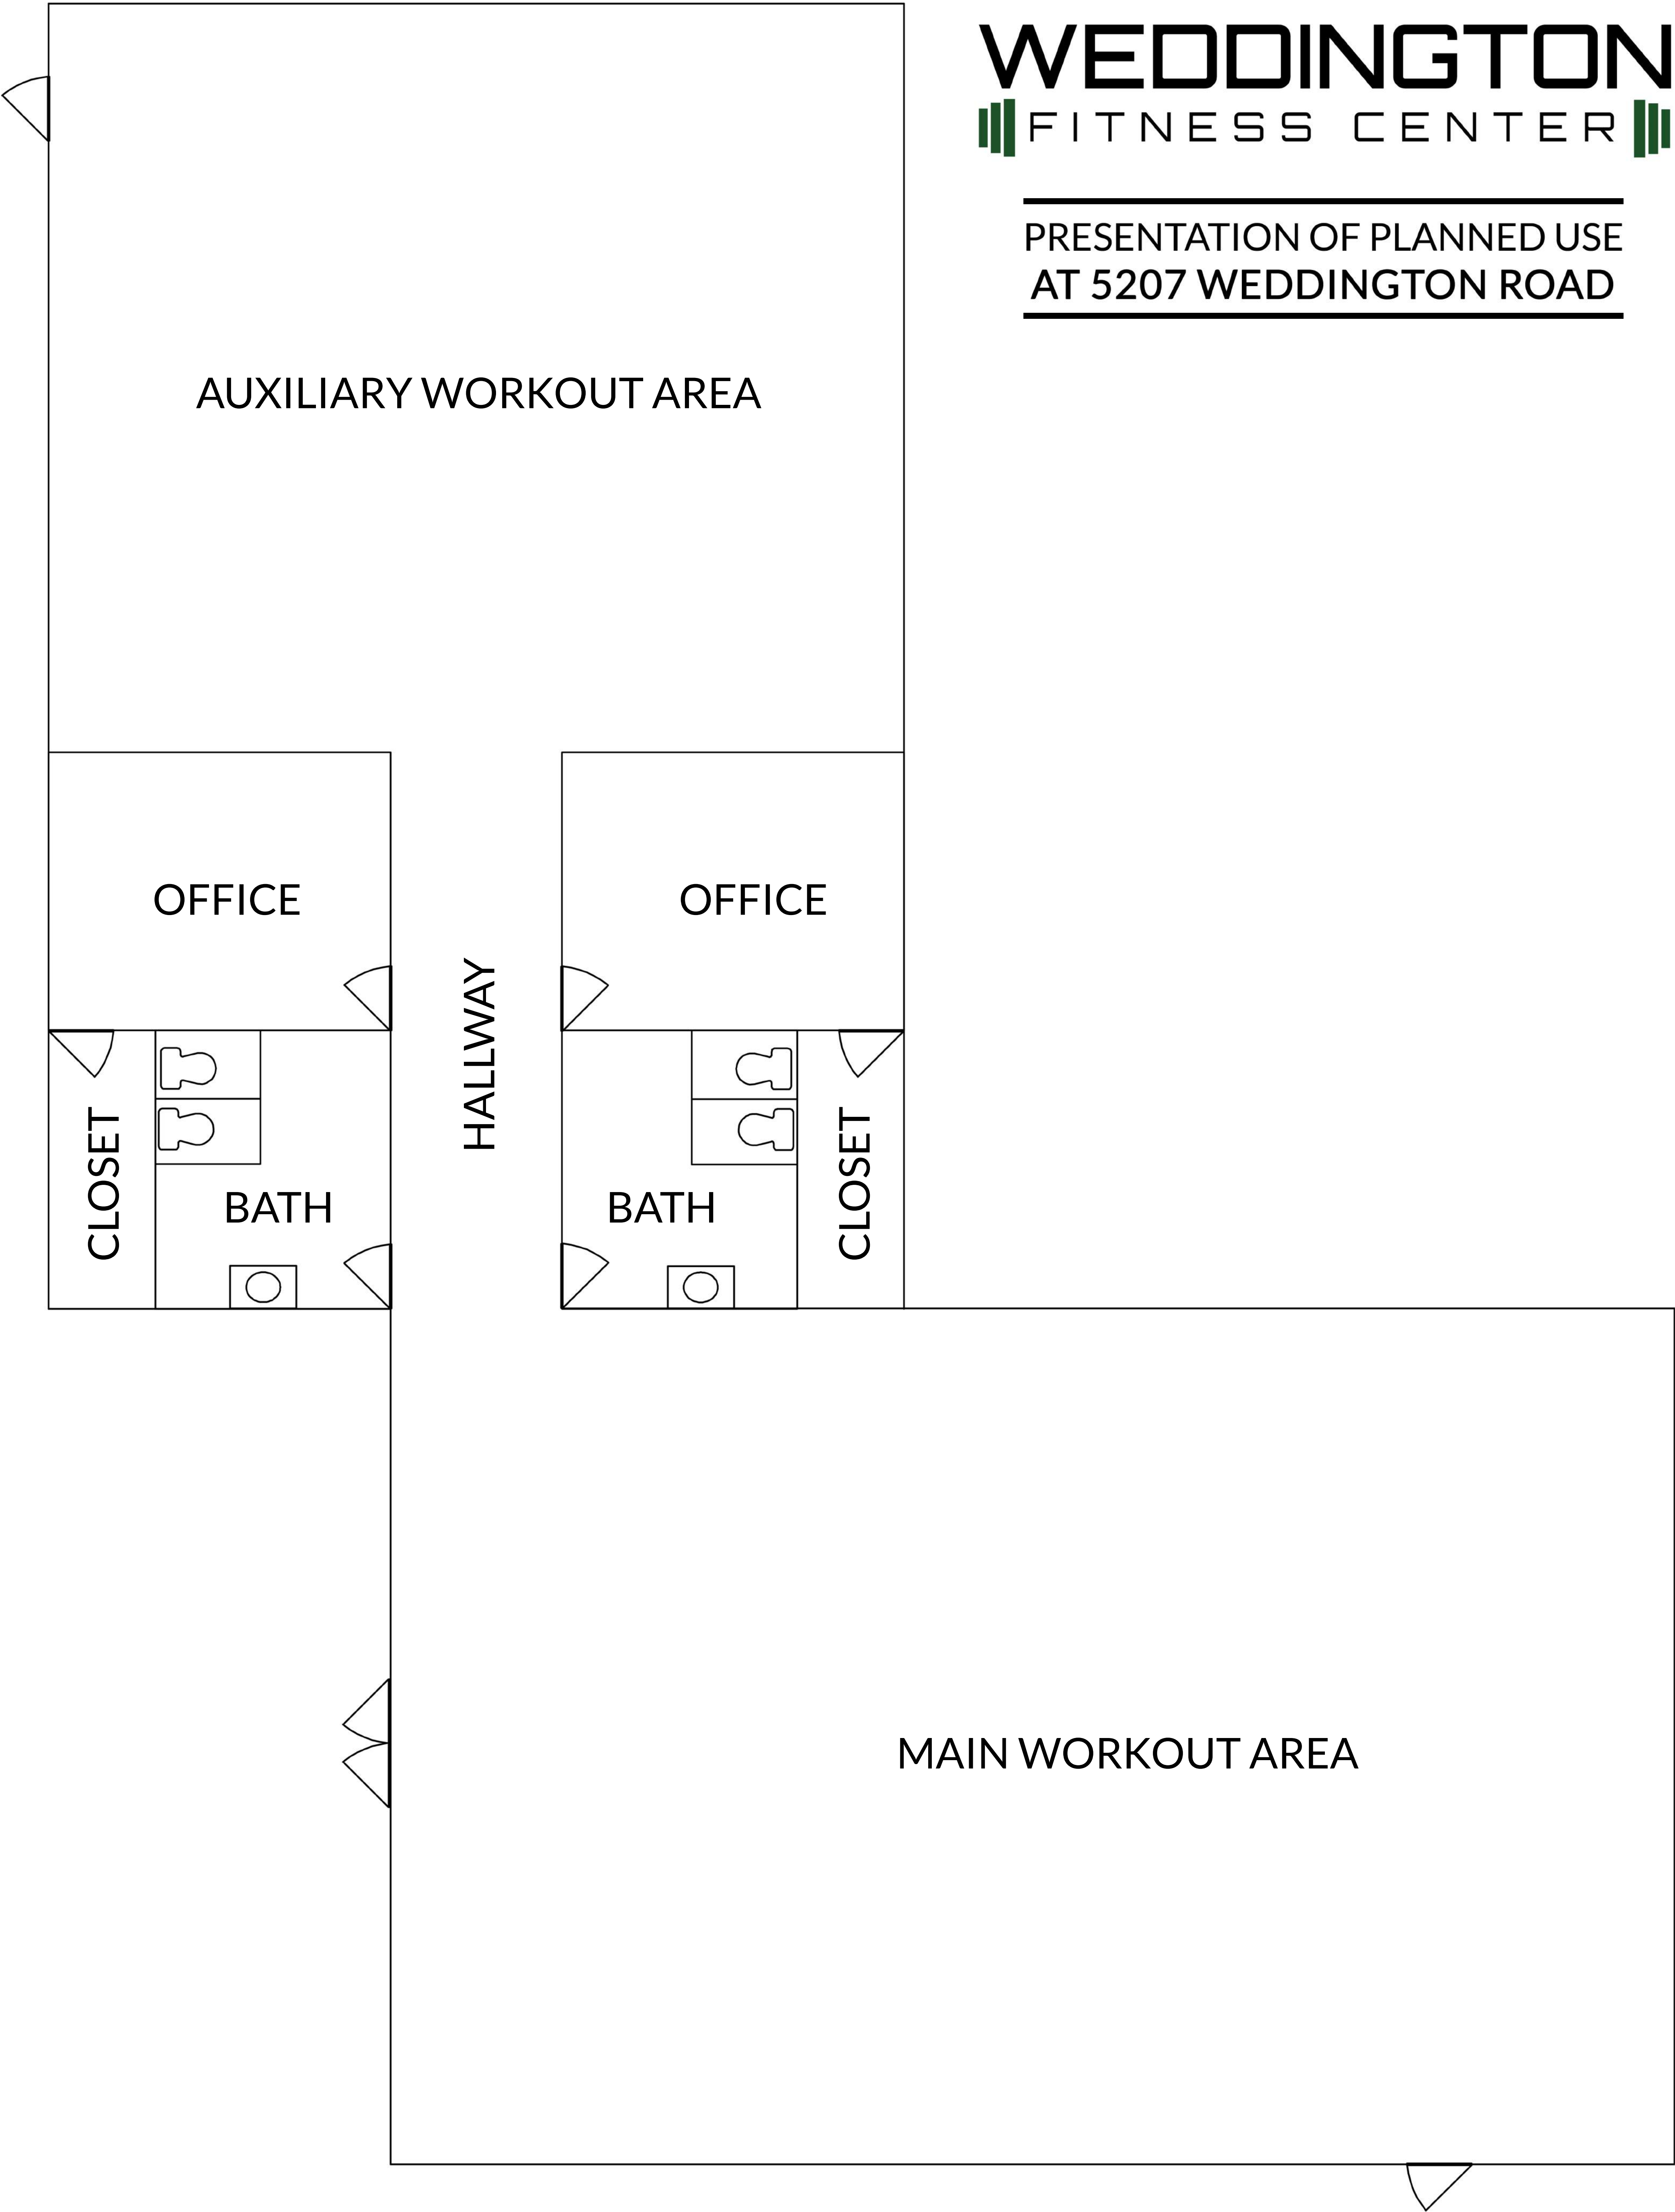 WEDDINGTON
FITNESS CENTER
PRESENTATION OF PLANNED USE
AT 5207 WEDDINGTON ROAD
AUXILIARY WORKOUT AREA
OFFICE
OFFICE
HALLWAY
CLOSET
BATH
BATH
CLOSET
MAIN WORKOUT AREA